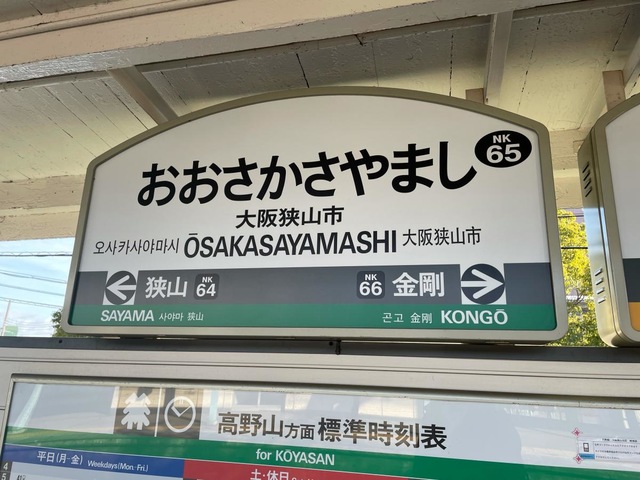 NK
65
おおさかさやまし
大阪狭山市
오사카사야마시 ŌSAKASAYAMASHI 大阪狭山市
狭山 NK 64 NK 66 金剛
SAYAMA 사야마 狭山 곤고 金剛 KONGŌ
高野山方面 標準時刻表
for KŌYASAN
平日(月-金) Weekdays(Mon.-Fri.) 土・休日
4
5